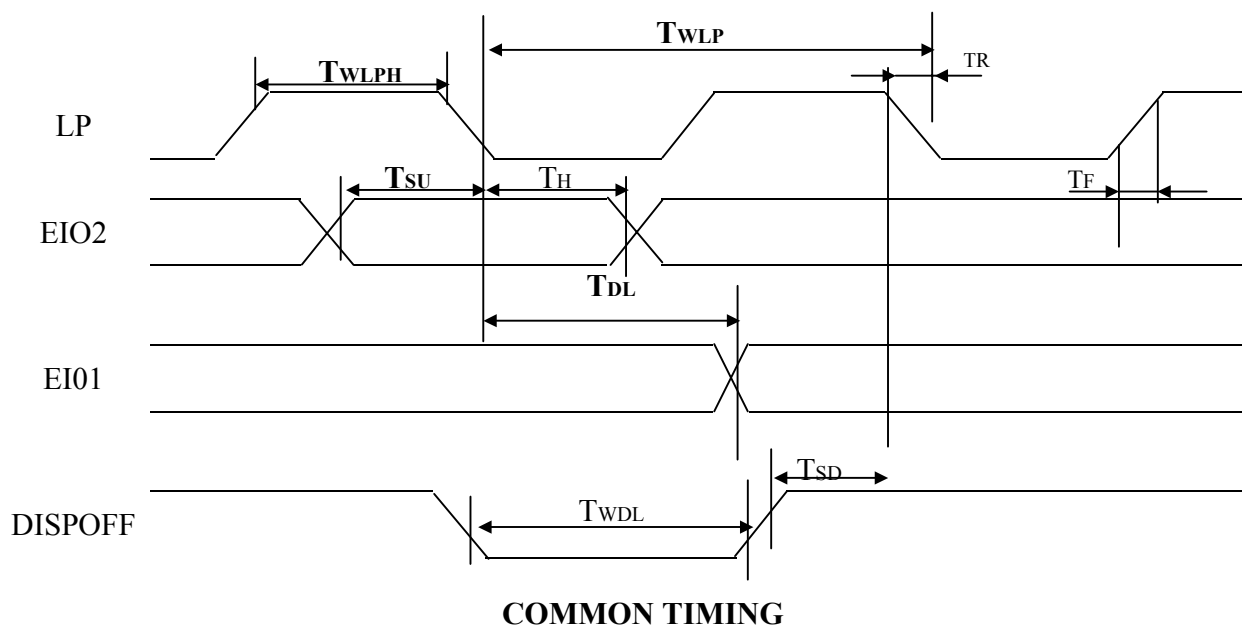 TWLP
TR
TWLPH
LP
TSU
TH
TF
EIO2
TDL
EI01
TSD
TWDL
DISPOFF
COMMON TIMING